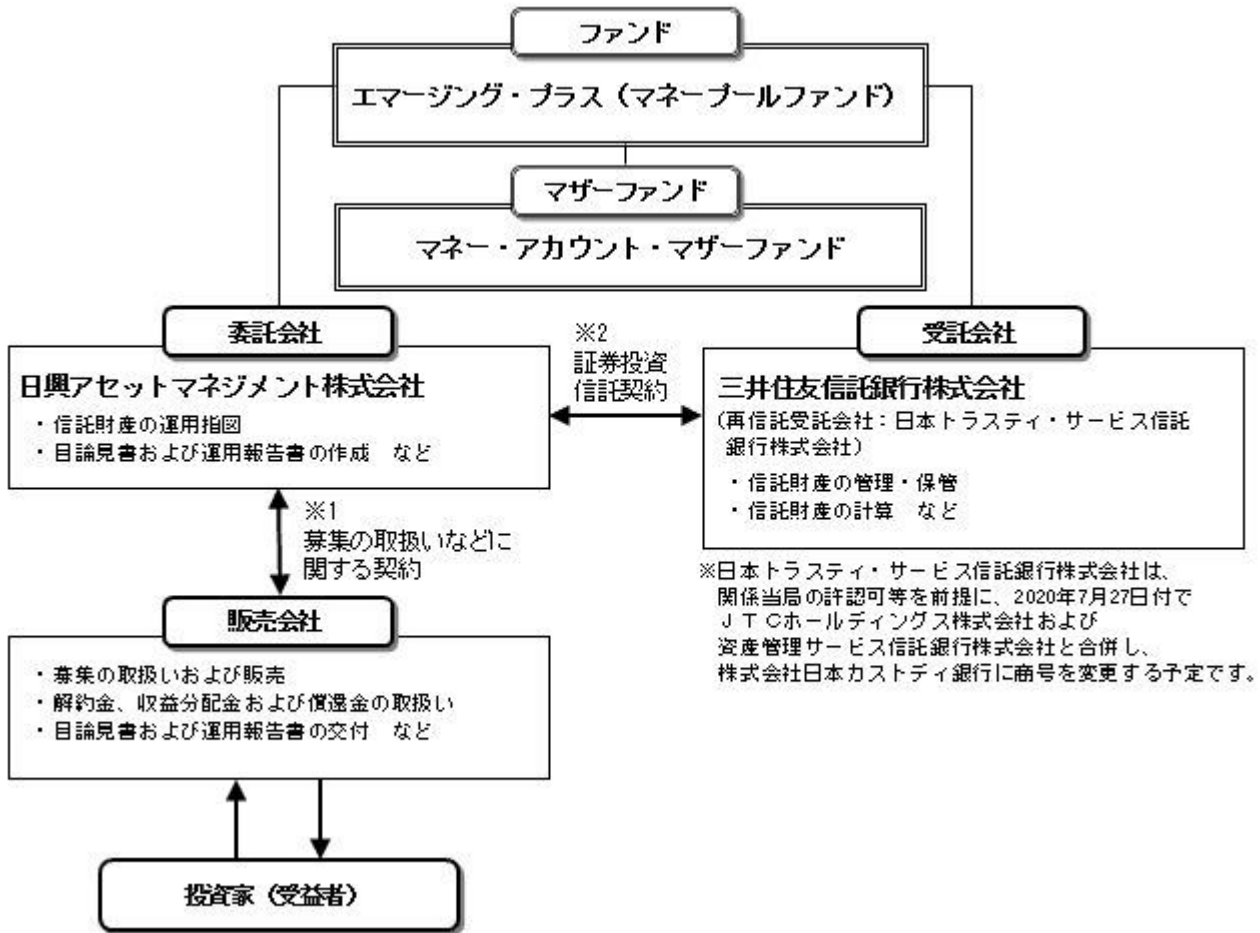 ファンド
エマージング・プラス（マネープールファンド）
マザーファンド
マネー・アカウント・マザーファンド
委託会社
日興アセットマネジメント株式会社
・信託財産の運用指図
・目論見書および運用報告書の作成　など
※2
証券投資
信託契約
受託会社
三井住友信託銀行株式会社
（再信託受託会社：日本トラスティ・サービス信託
銀行株式会社）
・信託財産の管理・保管
・信託財産の計算　など
※1
募集の取扱いなどに
関する契約
※日本トラスティ・サービス信託銀行株式会社は、
関係当局の許認可等を前提に、2020年7月27日付で
ＪＴＣホールディングス株式会社および
資産管理サービス信託銀行株式会社と合併し、
株式会社日本カストディ銀行に商号を変更する予定です。
販売会社
・募集の取扱いおよび販売
・解約金、収益分配金および償還金の取扱い
・目論見書および運用報告書の交付　など
投資家（受益者）